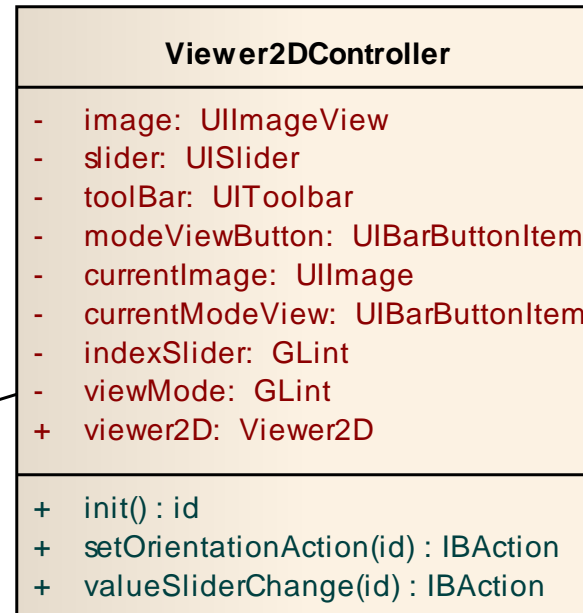 Viewer2DController
- image: UIImageView
- slider: UISlider
- toolBar: UIToolbar
- modeViewButton: UIBarButtonItem
- currentImage: UIImage
- currentModeView: UIBarButtonItem
- indexSlider: GLint
- viewMode: GLint
+ viewer2D: Viewer2D
+ init() : id
+ setOrientationAction(id) : IBAction
+ valueSliderChange(id) : IBAction